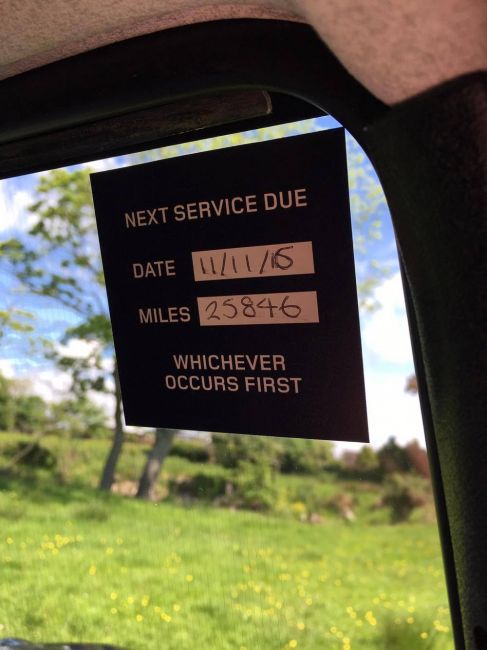 NEXT SERVICE DUE
DATE 11/11/15
MILES 25846
WHICHEVER
OCCURS FIRST